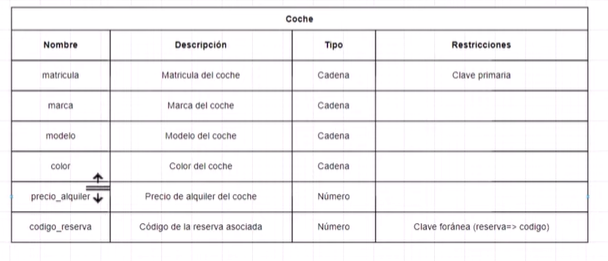 Coche
Nombre Descripción Tipo Restricciones
matricula Matricula del coche Cadena Clave primaria
marca Marca del coche Cadena
modelo Modelo del coche Cadena
color Color del coche Cadena
precio_alquiler Precio de alquiler del coche Número
codigo_reserva Código de la reserva asociada Número Clave foránea (reserva=> codigo)